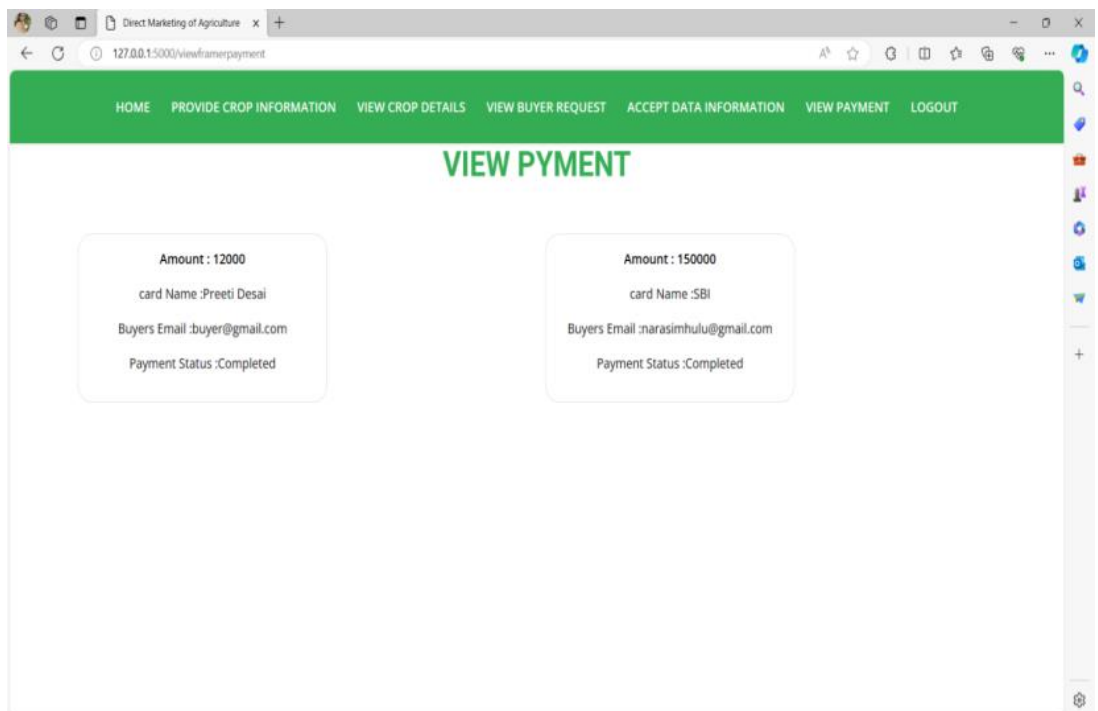 Direct Marketing of Agriculture
127.0.0.1:5000/viewframerpayment
HOME PROVIDE CROP INFORMATION VIEW CROP DETAILS VIEW BUYER REQUEST ACCEPT DATA INFORMATION VIEW PAYMENT LOGOUT
VIEW PYMENT
Amount : 12000
card Name :Preeti Desai
Buyers Email :buyer@gmail.com
Payment Status :Completed
Amount : 150000
card Name :SBI
Buyers Email :narasimhulu@gmail.com
Payment Status :Completed